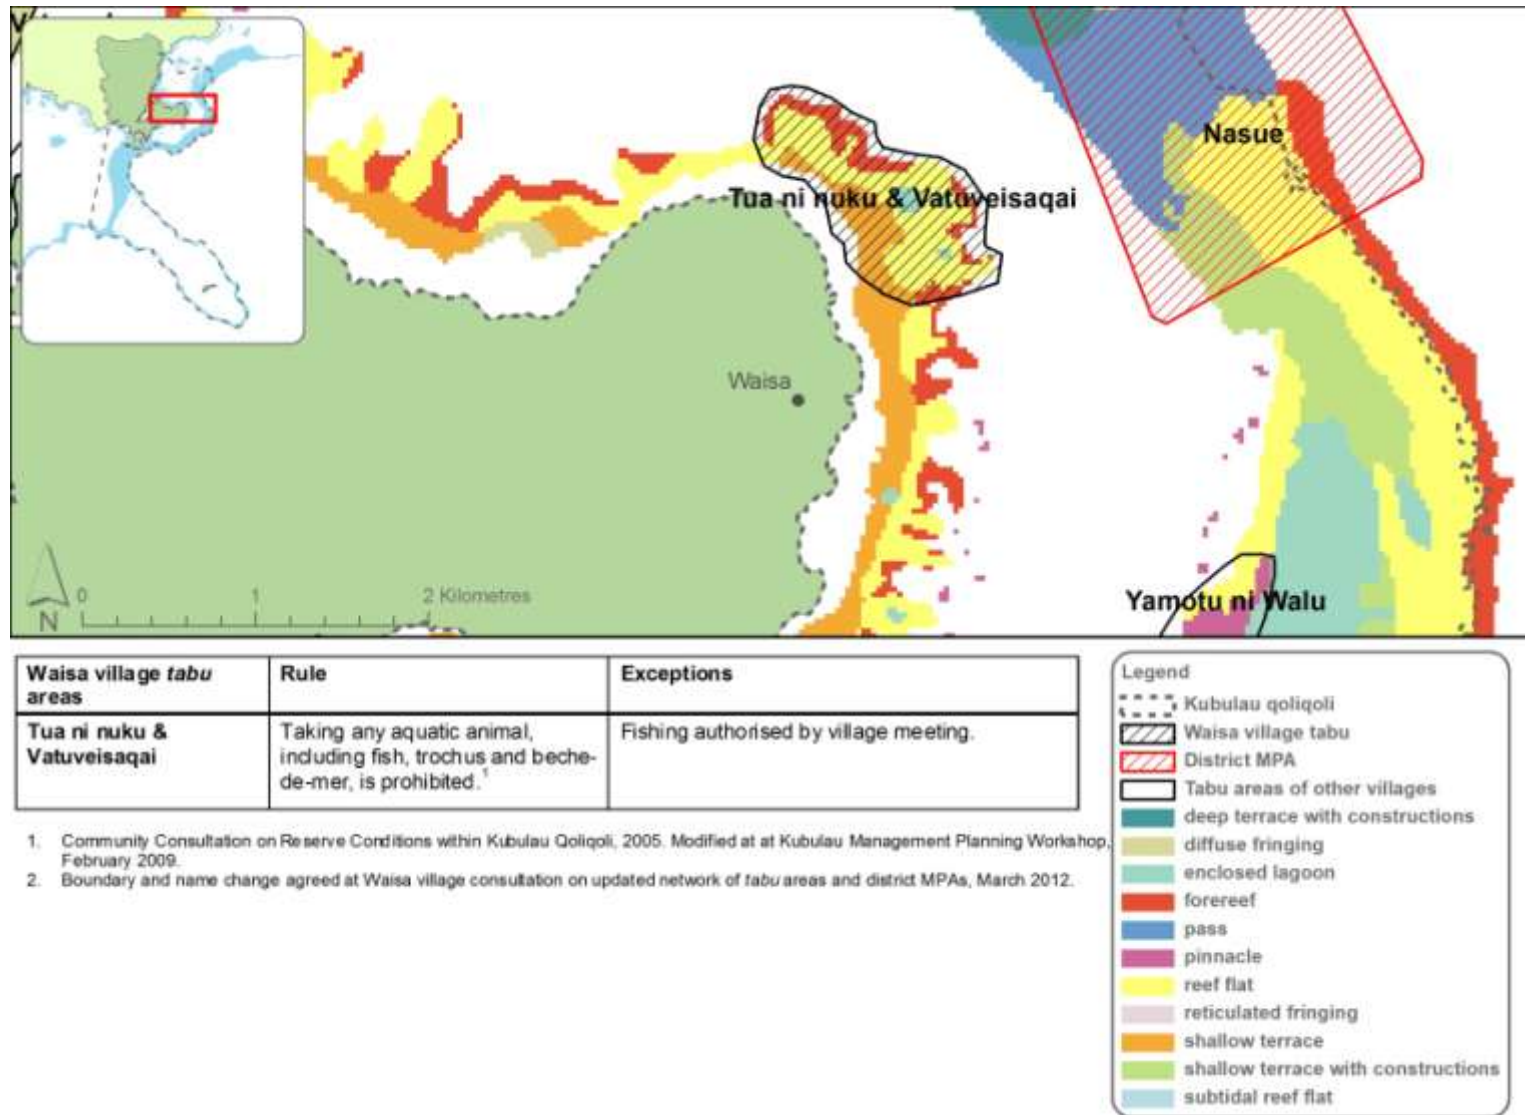 Nasue
Tua ni nuku & Vatuveisaqai
Waisa
Yamotu ni Walu
0 1 2 Kilometres
N
Waisa village tabu areas
Rule
Exceptions
Tua ni nuku &
Vatuveisaqai
Taking any aquatic animal,
including fish, trochus and beche-
de-mer, is prohibited.1
Fishing authorised by village meeting.
1. Community Consultation on Reserve Conditions within Kubulau Qoliqoli, 2005. Modified at at Kubulau Management Planning Workshop,
February 2009.
2. Boundary and name change agreed at Waisa village consultation on updated network of tabu areas and district MPAs, March 2012.
Legend
Kubulau qoliqoli
Waisa village tabu
District MPA
Tabu areas of other villages
deep terrace with constructions
diffuse fringing
enclosed lagoon
forereef
pass
pinnacle
reef flat
reticulated fringing
shallow terrace
shallow terrace with constructions
subtidal reef flat